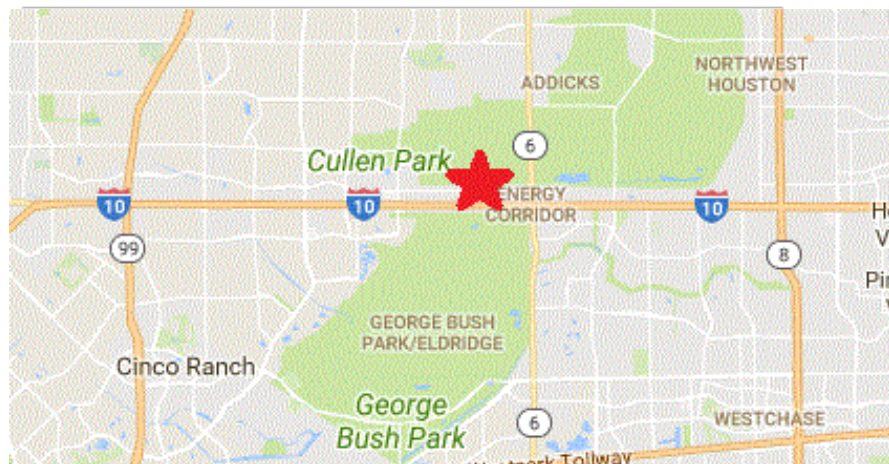 NORTHWEST
HOUSTON
ADDICKS
6
Cullen Park
ENERGY
CORRIDOR
10
10
10
99
8
GEORGE BUSH
PARK/ELDRIDGE
Cinco Ranch
George
Bush Park
6
WESTCHASE
Tollway